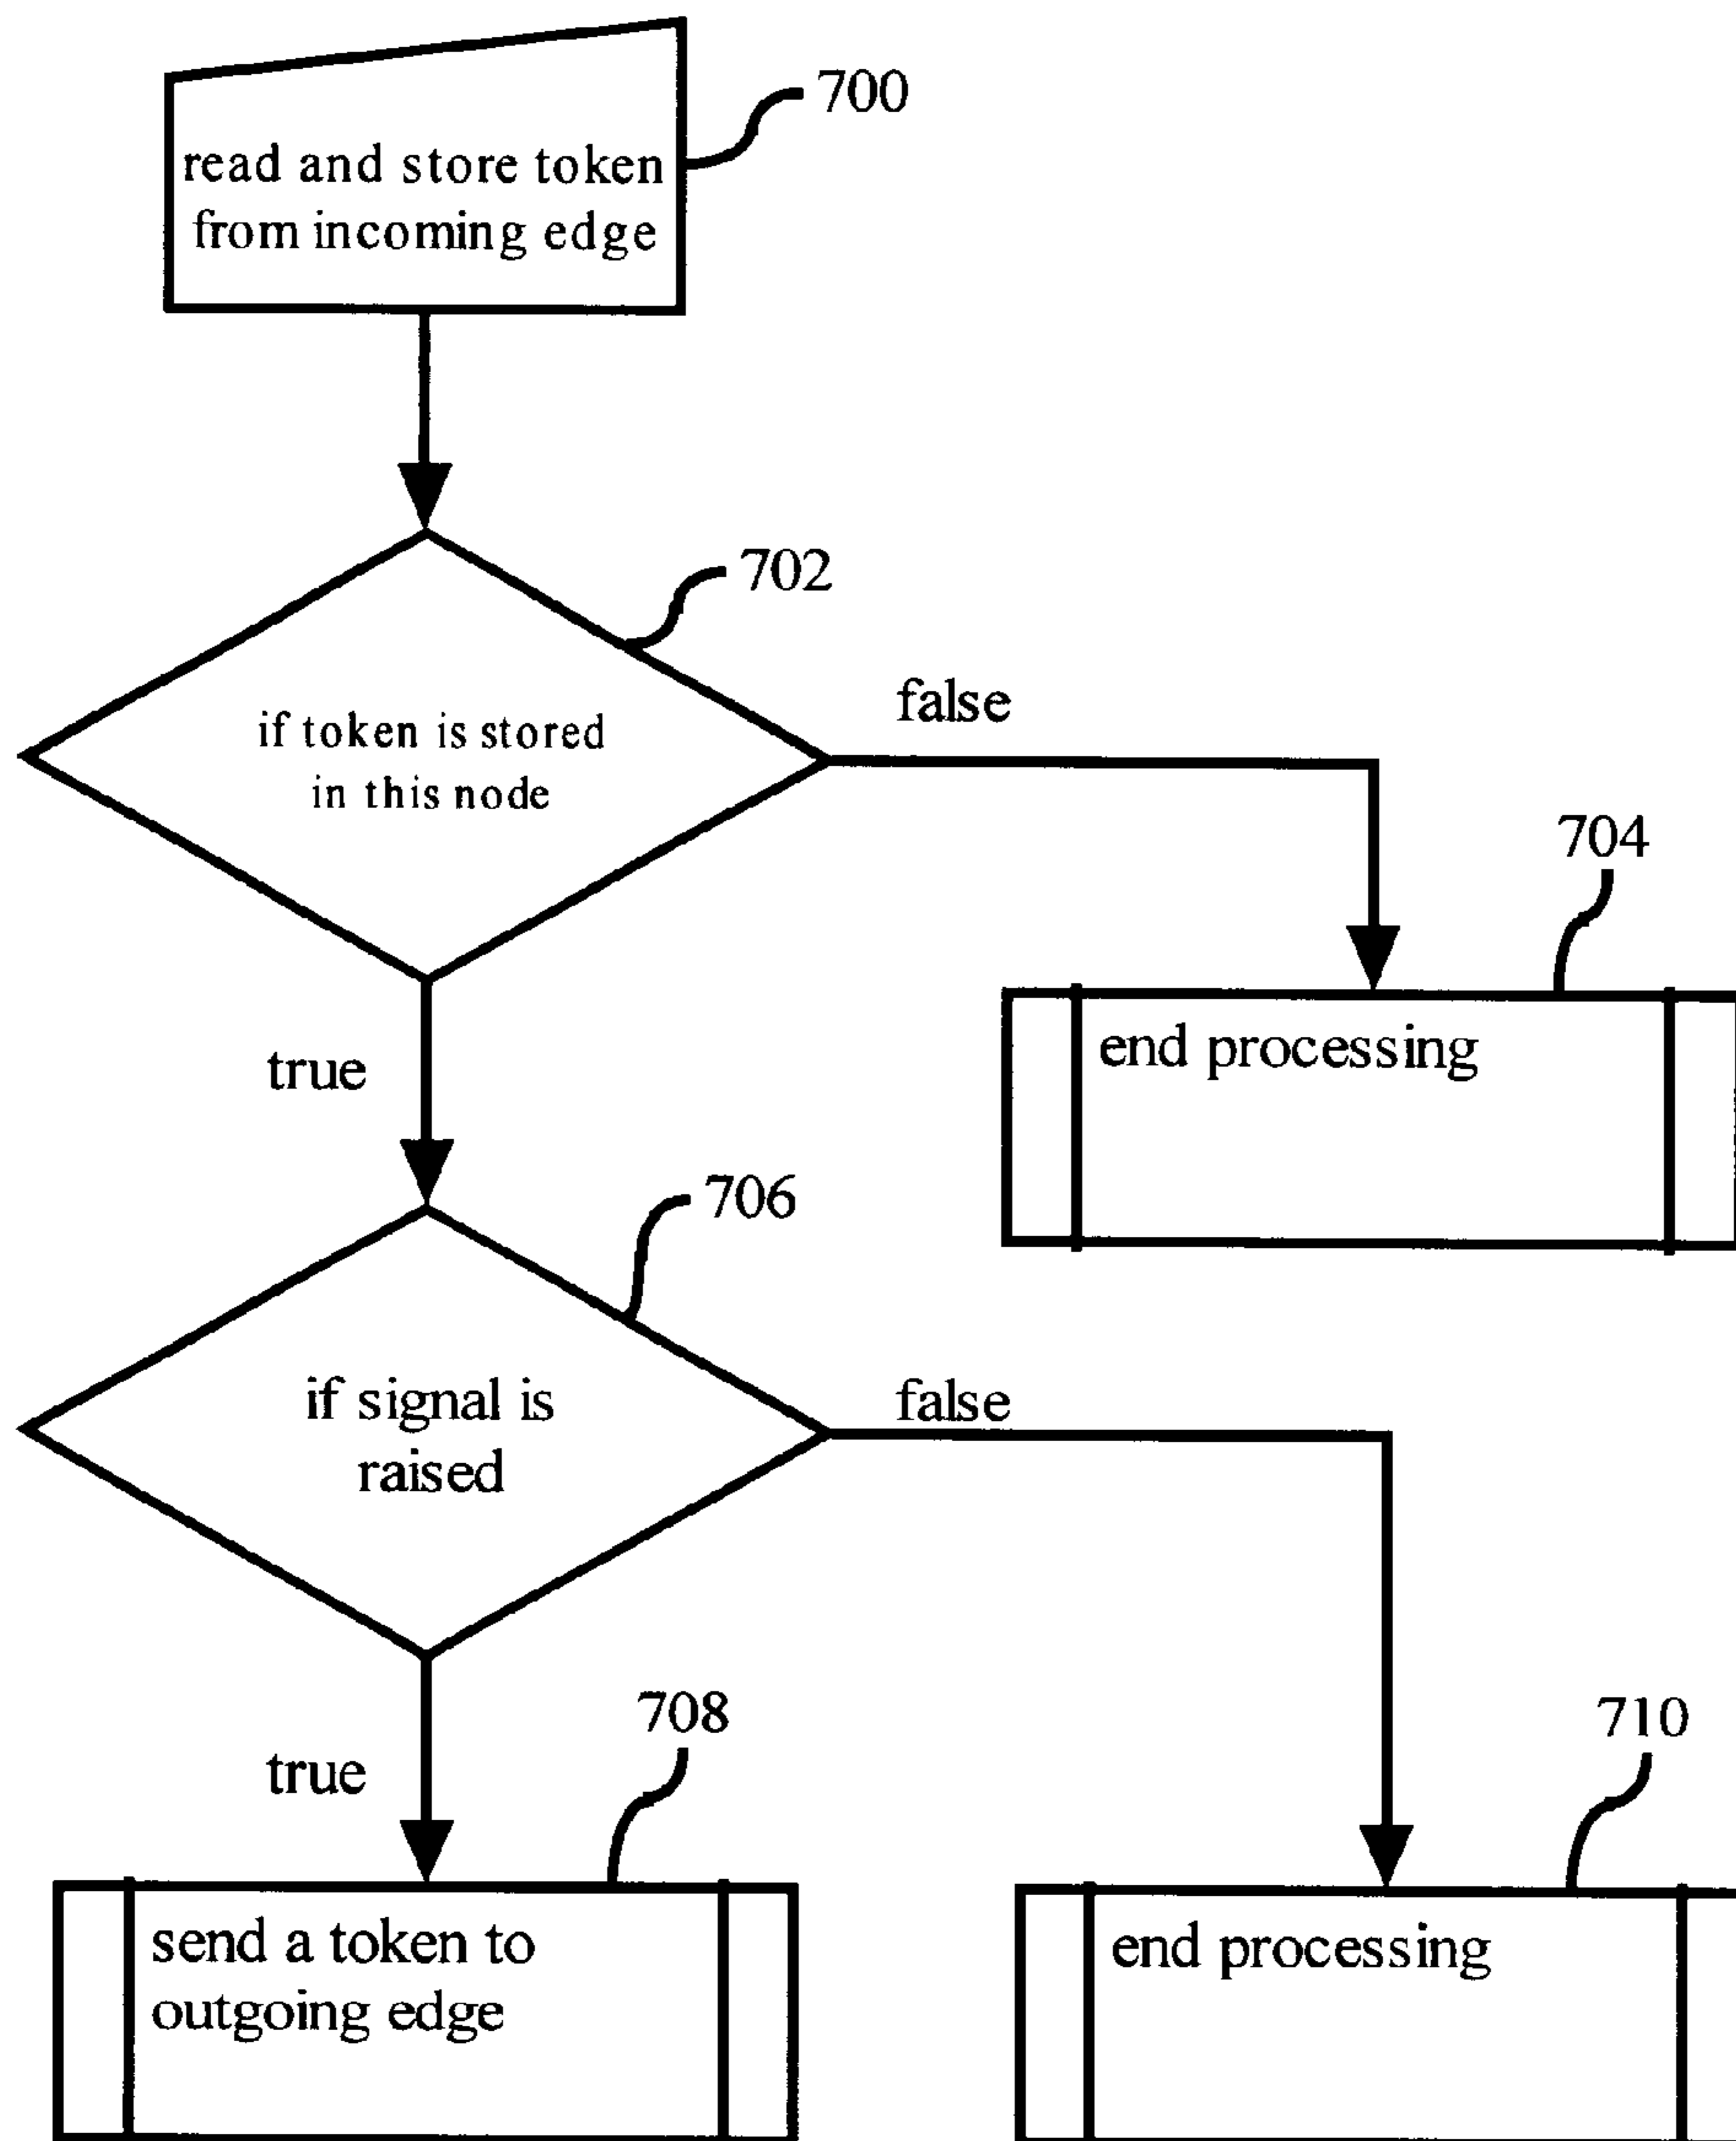 700
read and store token
from incoming edge
702
if token is stored
in this node
false
704
end processing
true
706
if signal is
raised
false
708
710
true
send a token to
outgoing edge
end processing